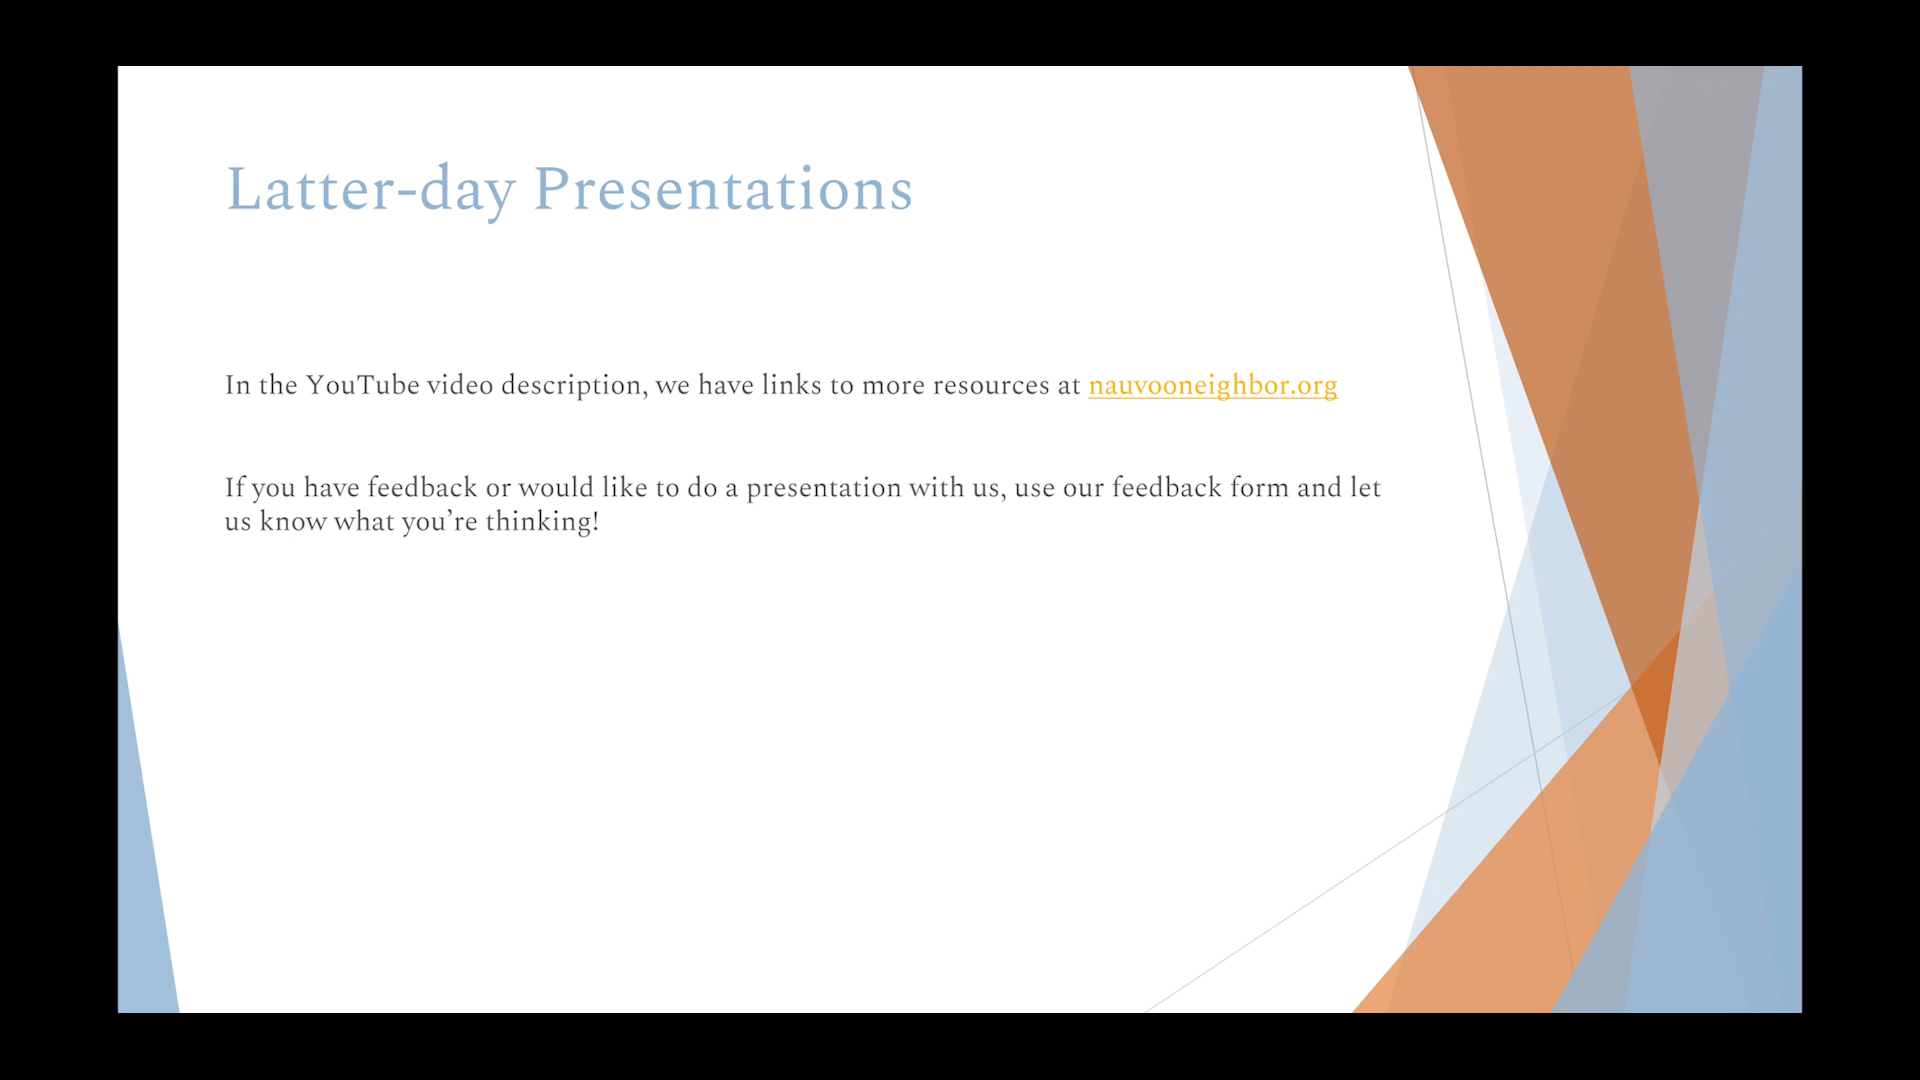 Latter-day Presentations
In the YouTube video description, we have links to more resources at nauvooneighbor.org
If you have feedback or would like to do a presentation with us, use our feedback form and let
us know what you’re thinking!